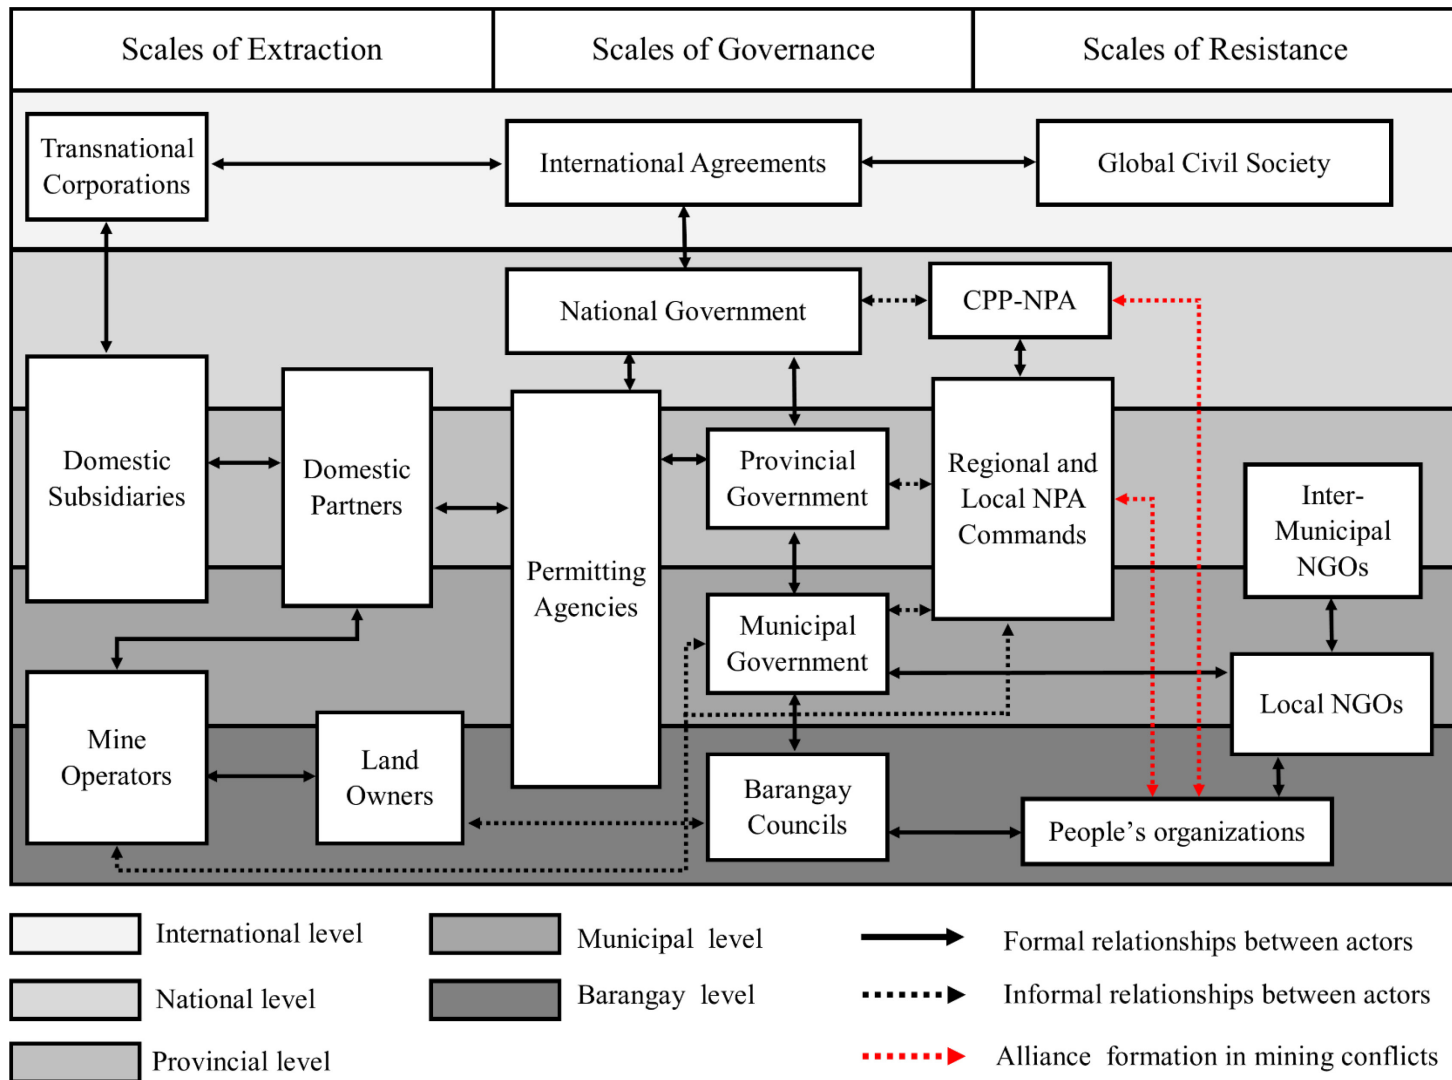 Scales of Extraction
Scales of Governance
Scales of Resistance
Transnational
Corporations
International Agreements
Global Civil Society
National Government
CPP-NPA
Domestic
Subsidiaries
Domestic
Partners
Permitting
Agencies
Provincial
Government
Regional and
Local NPA
Commands
Inter-
Municipal
NGOs
Municipal
Government
Local NGOs
Mine
Operators
Land
Owners
Barangay
Councils
People’s organizations
International level
National level
Provincial level
Municipal level
Barangay level
Formal relationships between actors
Informal relationships between actors
Alliance formation in mining conflicts